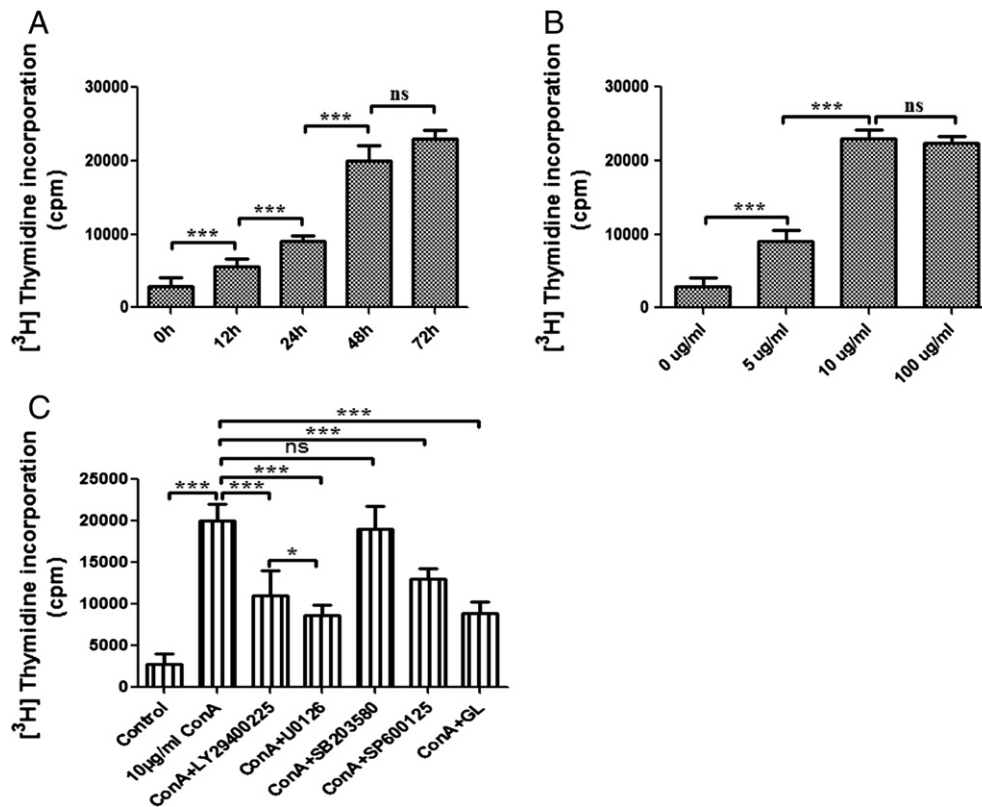 A
[³H] Thymidine incorporation
(cpm)
30000
20000
10000
0
***
***
***
ns
0h
12h
24h
48h
72h
B
[³H] Thymidine incorporation
(cpm)
30000
20000
10000
0
***
***
ns
0 ug/ml
5 ug/ml
10 ug/ml
100 ug/ml
C
[³H] Thymidine incorporation
(cpm)
25000
20000
15000
10000
5000
0
***
***
ns
***
***
***
*
Control
10µg/ml ConA
ConA+LY29400225
ConA+U0126
ConA+SB203580
ConA+SP600125
ConA+GL